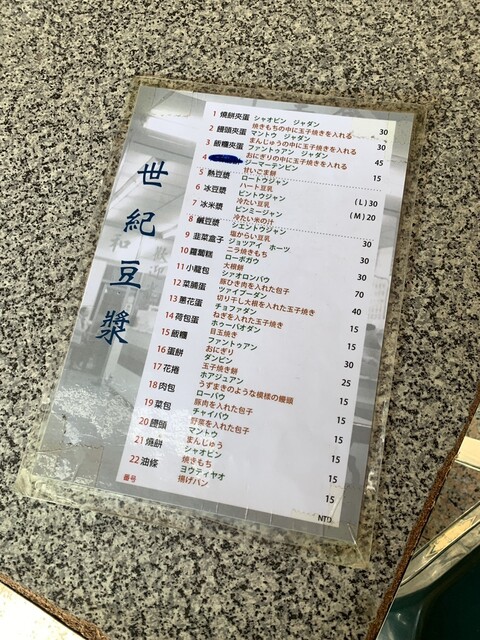 世紀豆漿
1 燒餅夾蛋 シャオピン ジャダン
焼きもちの中に玉子焼きを入れる 30
2 饅頭夾蛋 マントウ ジャダン
まんじゅうの中に玉子焼きを入れる 30
3 飯糰夾蛋 ファントゥアン ジャダン
おにぎりの中に玉子焼きを入れる 45
4 ジーマーテンピン
甘いごま餅 15
5 熱豆漿 ロートウジャン
ハート豆乳 (L) 30
6 冰豆漿 ピントウジャン
冷たい豆乳 (M) 20
7 冰米漿 ピンミージャン
冷たい米の汁
8 鹹豆漿 シェントウジャン
塩からい豆乳 30
9 韭菜盒子 ジョツアイ ホーツ
ニラ焼きもち 30
10 蘿蔔糕 ローボガウ
大根餅 30
11 小龍包 シァオロンパウ
豚ひき肉を入れた包子 70
12 菜脯蛋 ツァイプーダン
切り干し大根を入れた玉子焼き 40
13 蔥花蛋 チョファダン
ねぎを入れた玉子焼き 40
14 荷包蛋 ホゥーパオダン
目玉焼き 15
15 飯糰 ファントゥアン
おにぎり 30
16 蛋餅 ダンピン
玉子焼き餅 25
17 花捲 ホアジュアン
うずまきのような模様の饅頭 15
18 肉包 ローパウ
豚肉を入れた包子 15
19 菜包 チャイパウ
野菜を入れた包子 15
20 饅頭 マントウ
まんじゅう 15
21 燒餅 シャオピン
焼きもち 15
22 油條 ヨウティヤオ
揚げパン 15
番号
NTD